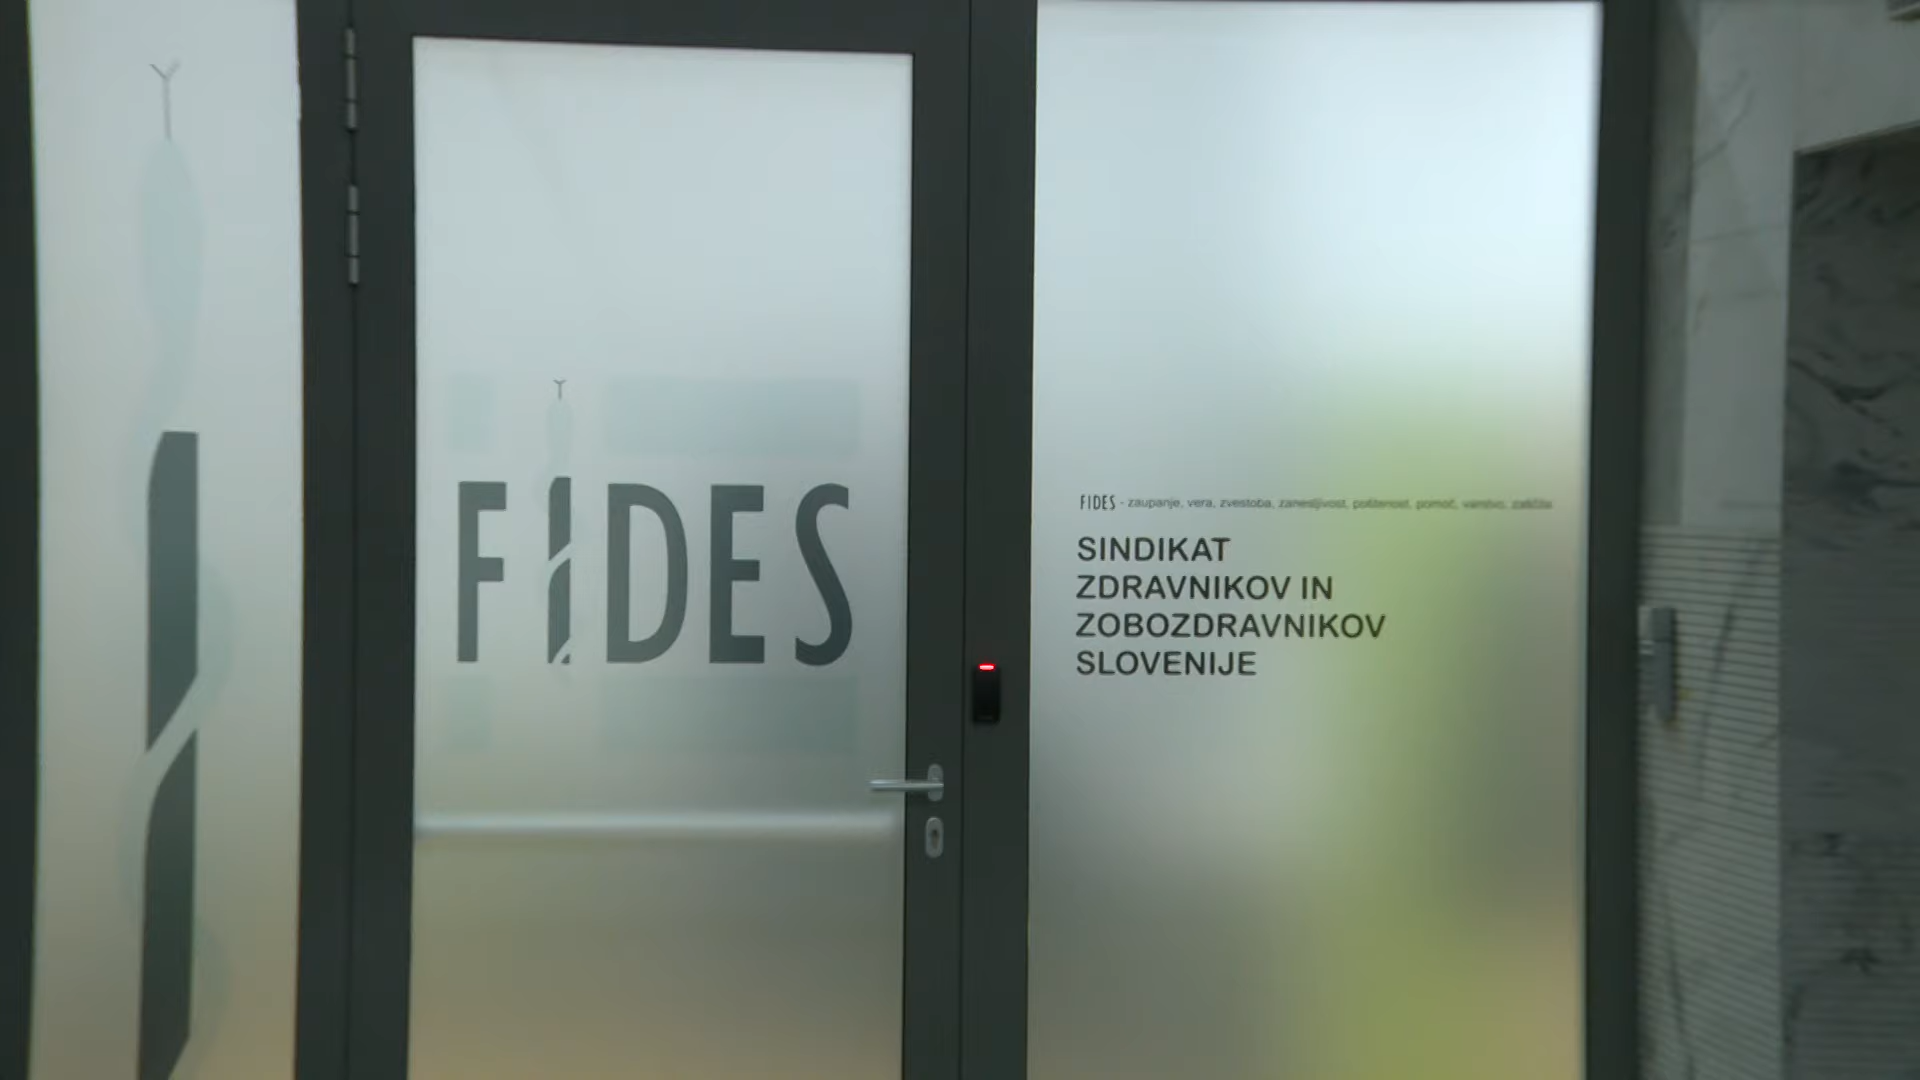 FIDES
FIDES - zaupanje, vera, zvestoba, zanesljivost, poštenost, pomoč, varstvo, zaščita
SINDIKAT
ZDRAVNIKOV IN
ZOBOZDRAVNIKOV
SLOVENIJE